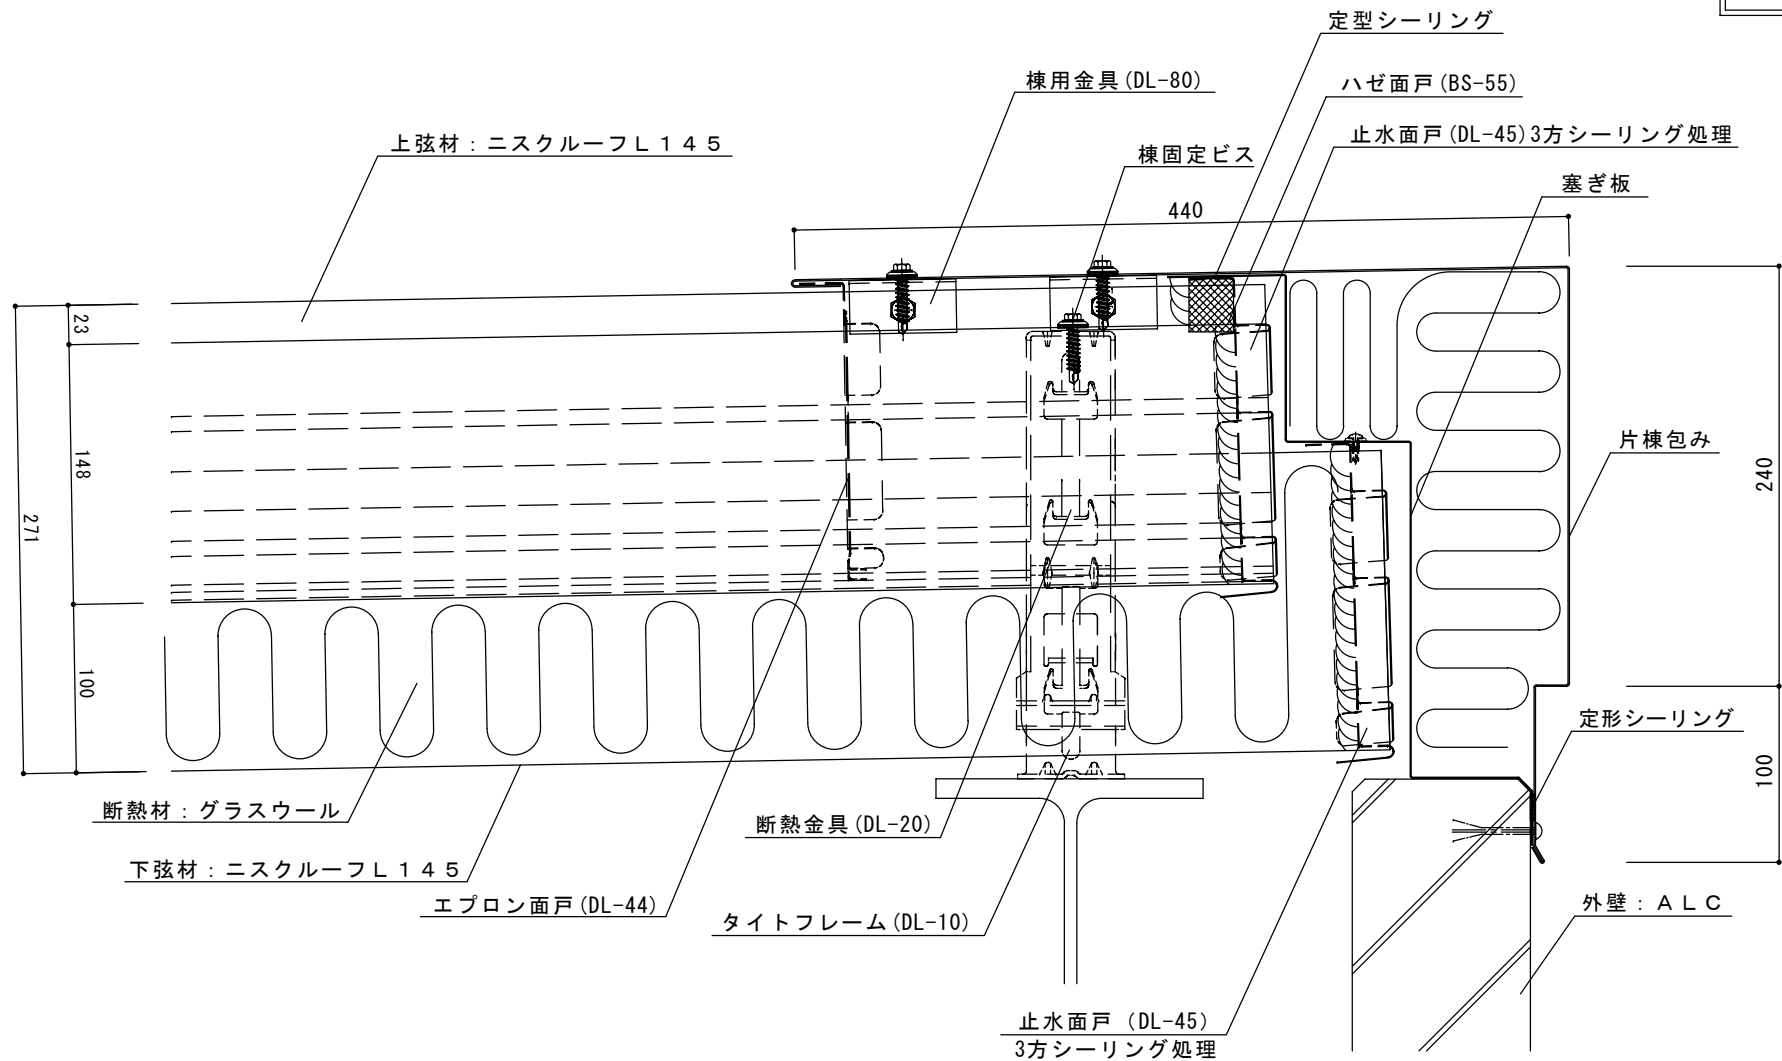 定型シーリング
棟用金具(DL-80)
ハゼ面戸(BS-55)
上弦材：ニスクルーフＬ１４５
棟固定ビス
止水面戸(DL-45)3方シーリング処理
塞ぎ板
440
23
148
271
100
片棟包み
240
定形シーリング
100
断熱材：グラスウール
断熱金具(DL-20)
下弦材：ニスクルーフＬ１４５
エプロン面戸(DL-44)
タイトフレーム(DL-10)
外壁：ＡＬＣ
止水面戸 (DL-45)
3方シーリング処理